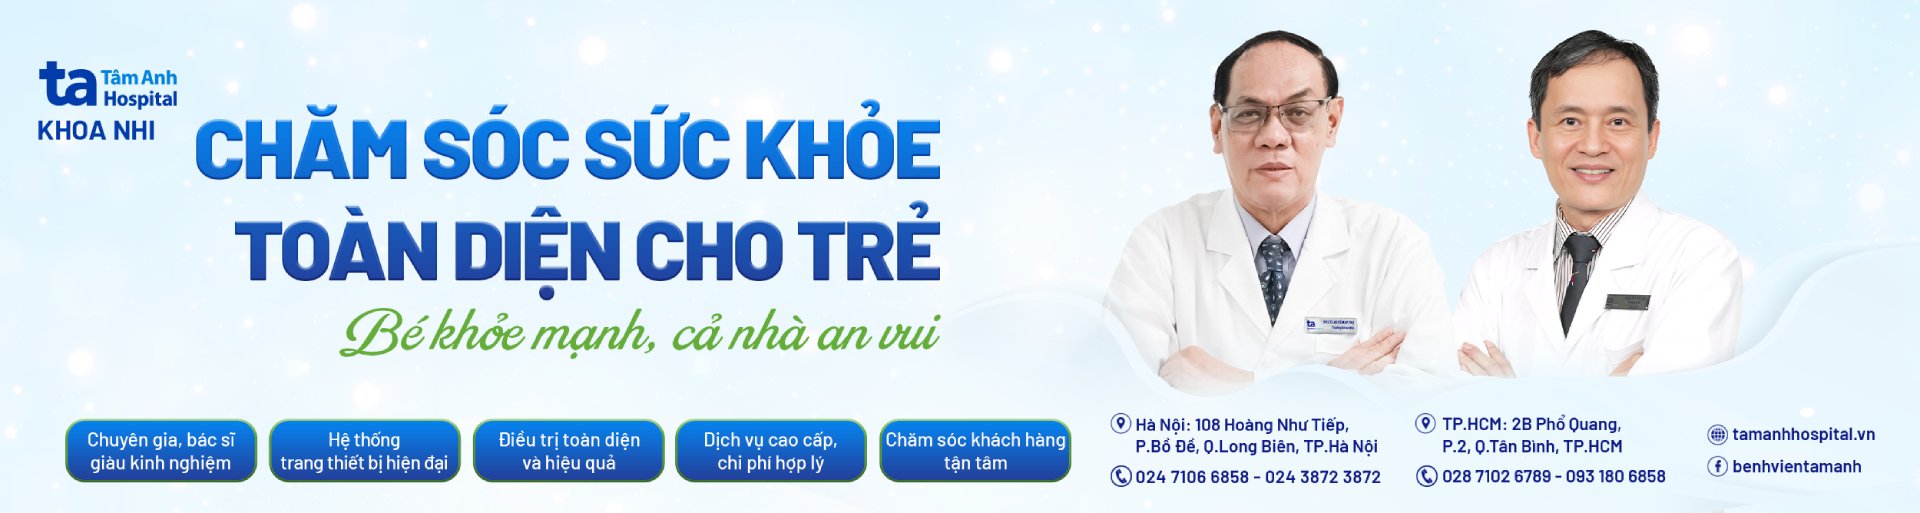 ta Tâm Anh
Hospital
KHOA NHI
CHĂM SÓC SỨC KHỎE
TOÀN DIỆN CHO TRẺ
Bé khỏe mạnh, cả nhà an vui
Chuyên gia, bác sĩ
giàu kinh nghiệm
Hệ thống
trang thiết bị hiện đại
Điều trị toàn diện
và hiệu quả
Dịch vụ cao cấp,
chi phí hợp lý
Chăm sóc khách hàng
tận tâm
ta
Hà Nội: 108 Hoàng Như Tiếp,
P.Bồ Đề, Q.Long Biên, TP.Hà Nội
024 7106 6858 - 024 3872 3872
TP.HCM: 2B Phổ Quang,
P.2, Q.Tân Bình, TP.HCM
028 7102 6789 - 093 180 6858
tamanhhospital.vn
benhvientamanh